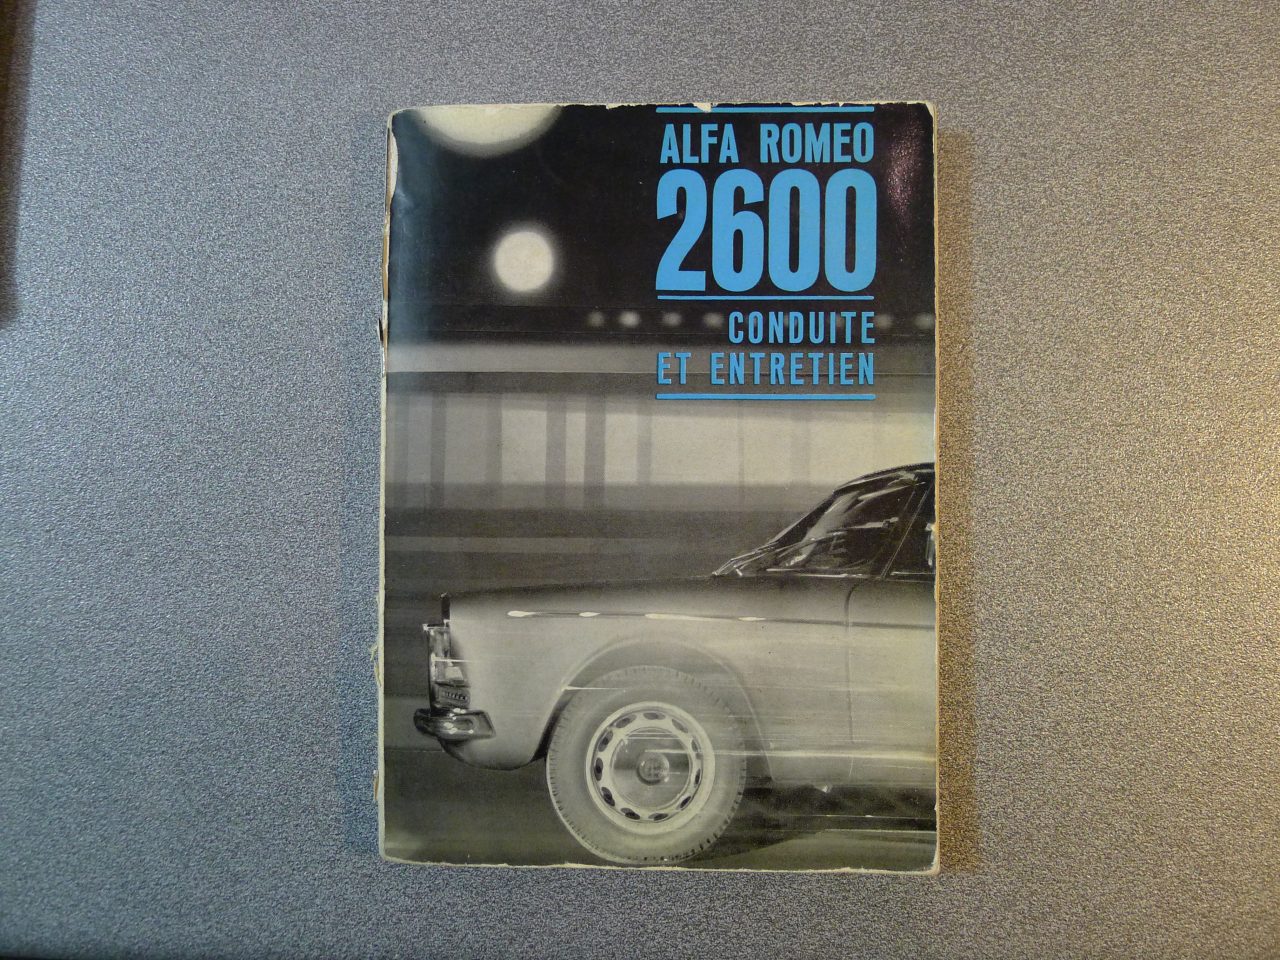 ALFA ROMEO
2600
CONDUITE
ET ENTRETIEN